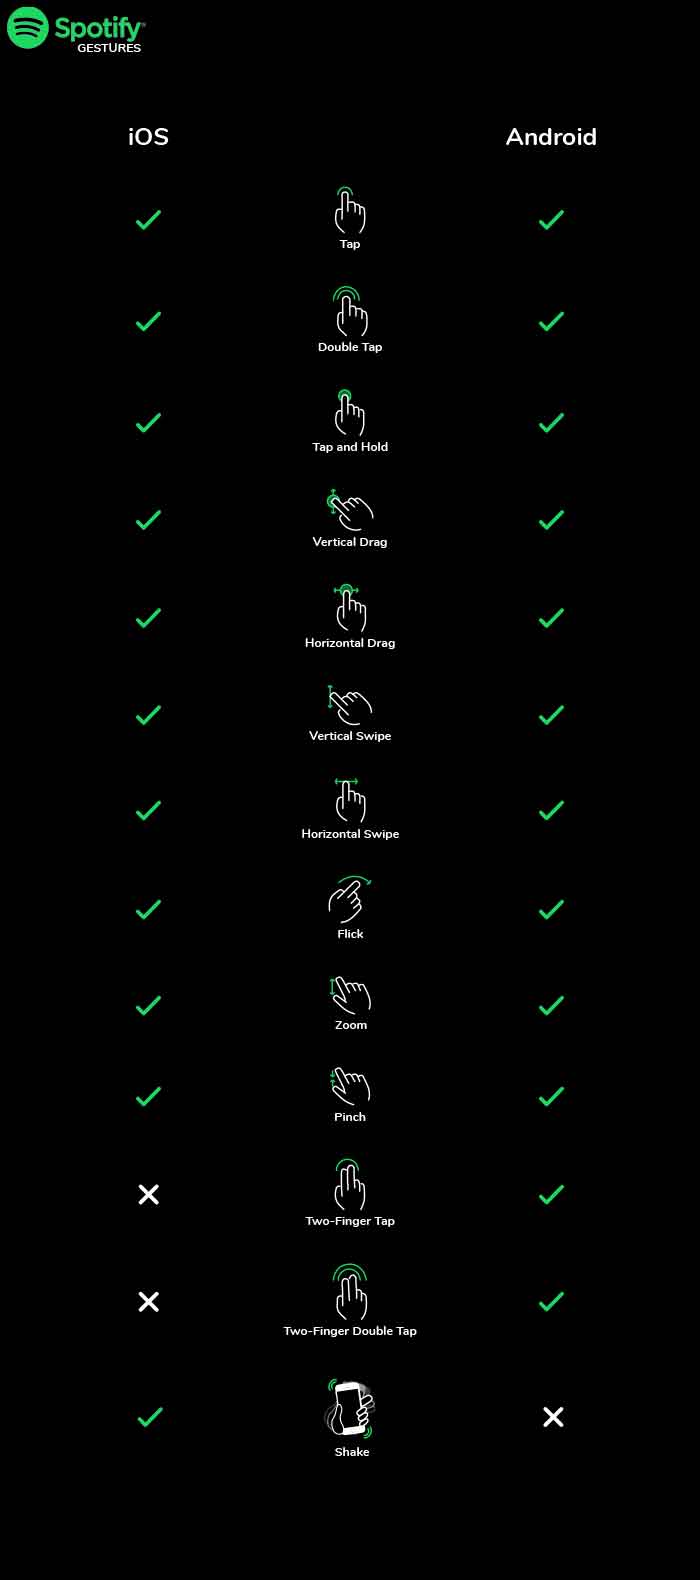 Spotify®
GESTURES
iOS
Android
Tap
Double Tap
Tap and Hold
Vertical Drag
Horizontal Drag
Vertical Swipe
Horizontal Swipe
Flick
Zoom
Pinch
Two-Finger Tap
Two-Finger Double Tap
Shake